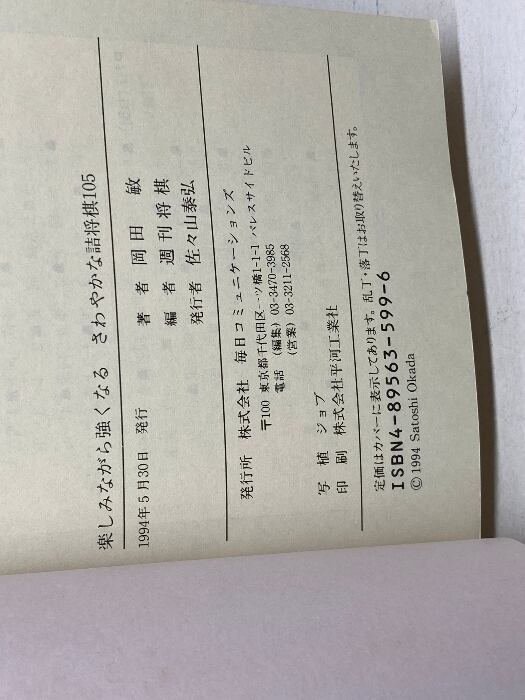 楽しみながら強くなる さわやかな詰将棋105
1994年5月30日 発行
著者 岡田 敏
編者 週刊将棋
発行者 佐々山泰弘
発行所 株式会社 毎日コミュニケーションズ
〒100 東京都千代田区一ツ橋1-1-1 パレスサイドビル
電話 (編集) 03-3470-3985
(営業) 03-3211-2568
写植 ジョブ
印刷 株式会社平河工業社
定価はカバーに表示してあります。乱丁・落丁はお取り替えいたします。
ISBN4-89563-599-6
© 1994 Satoshi Okada